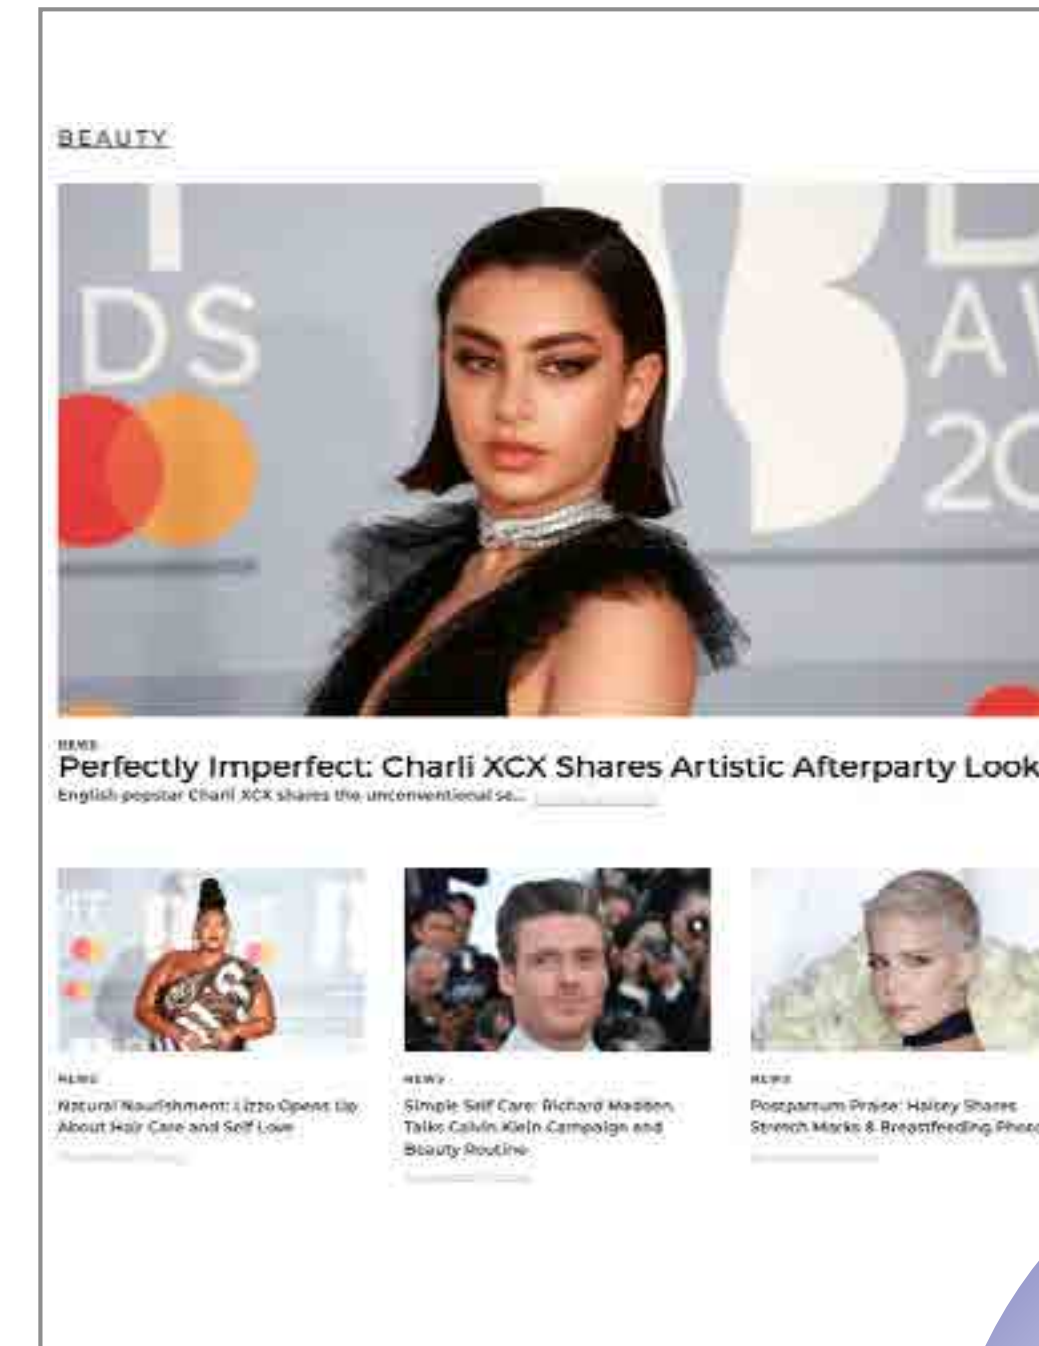 BEAUTY
DS
AW
20
NEWS
Perfectly Imperfect: Charli XCX Shares Artistic Afterparty Look
English popstar Charli XCX shares the unconventional se...
NEWS
Natural Nourishment: Lizzo Opens Up
About Hair Care and Self Love
NEWS
Simple Self Care: Richard Madden
Talks Calvin Klein Campaign and
Beauty Routine
NEWS
Postpartum Praise: Halsey Shares
Stretch Marks & Breastfeeding Photo